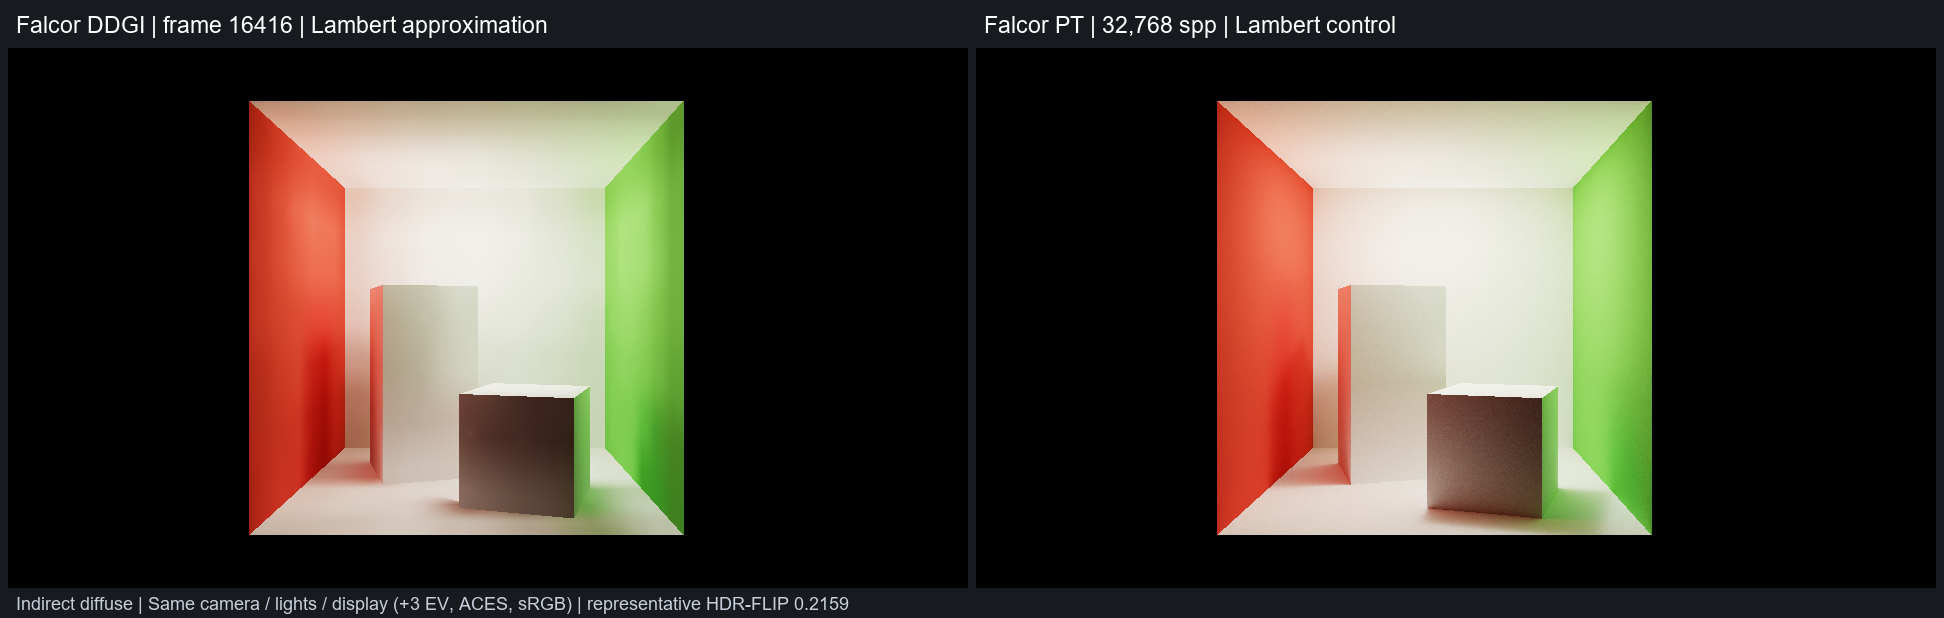 Falcor DDGI | frame 16416 | Lambert approximation
Falcor PT | 32,768 spp | Lambert control
Indirect diffuse | Same camera / lights / display (+3 EV, ACES, sRGB) | representative HDR-FLIP 0.2159